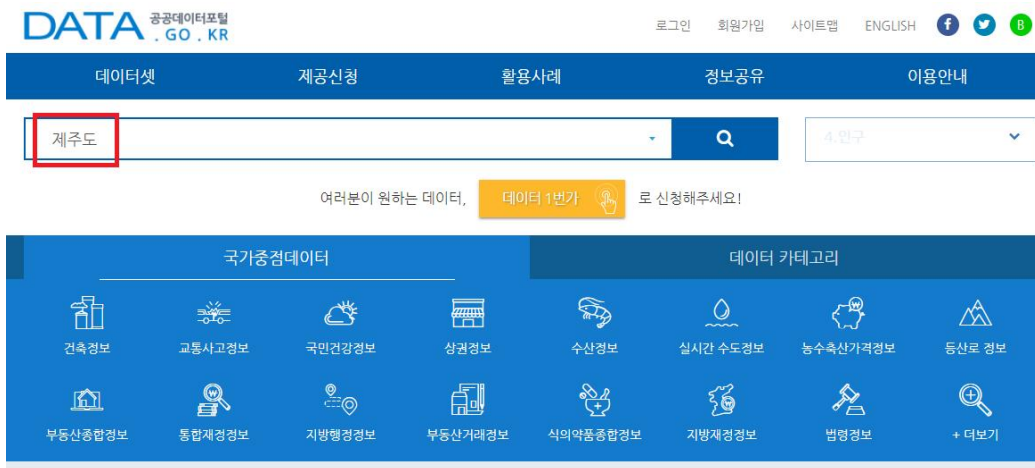 DATA 공공데이터포털
. GO . KR
로그인 회원가입 사이트맵 ENGLISH f B
데이터셋 제공신청 활용사례 정보공유 이용안내
제주도 4.인구
여러분이 원하는 데이터, 데이터 1번가 로 신청해주세요!
국가중점데이터 데이터 카테고리
건축정보 교통사고정보 국민건강정보 상권정보 수산정보 실시간 수도정보 농수축산가격정보 등산로 정보
부동산종합정보 통합재정정보 지방행정정보 부동산거래정보 식의약품종합정보 지방재정정보 법령정보 + 더보기